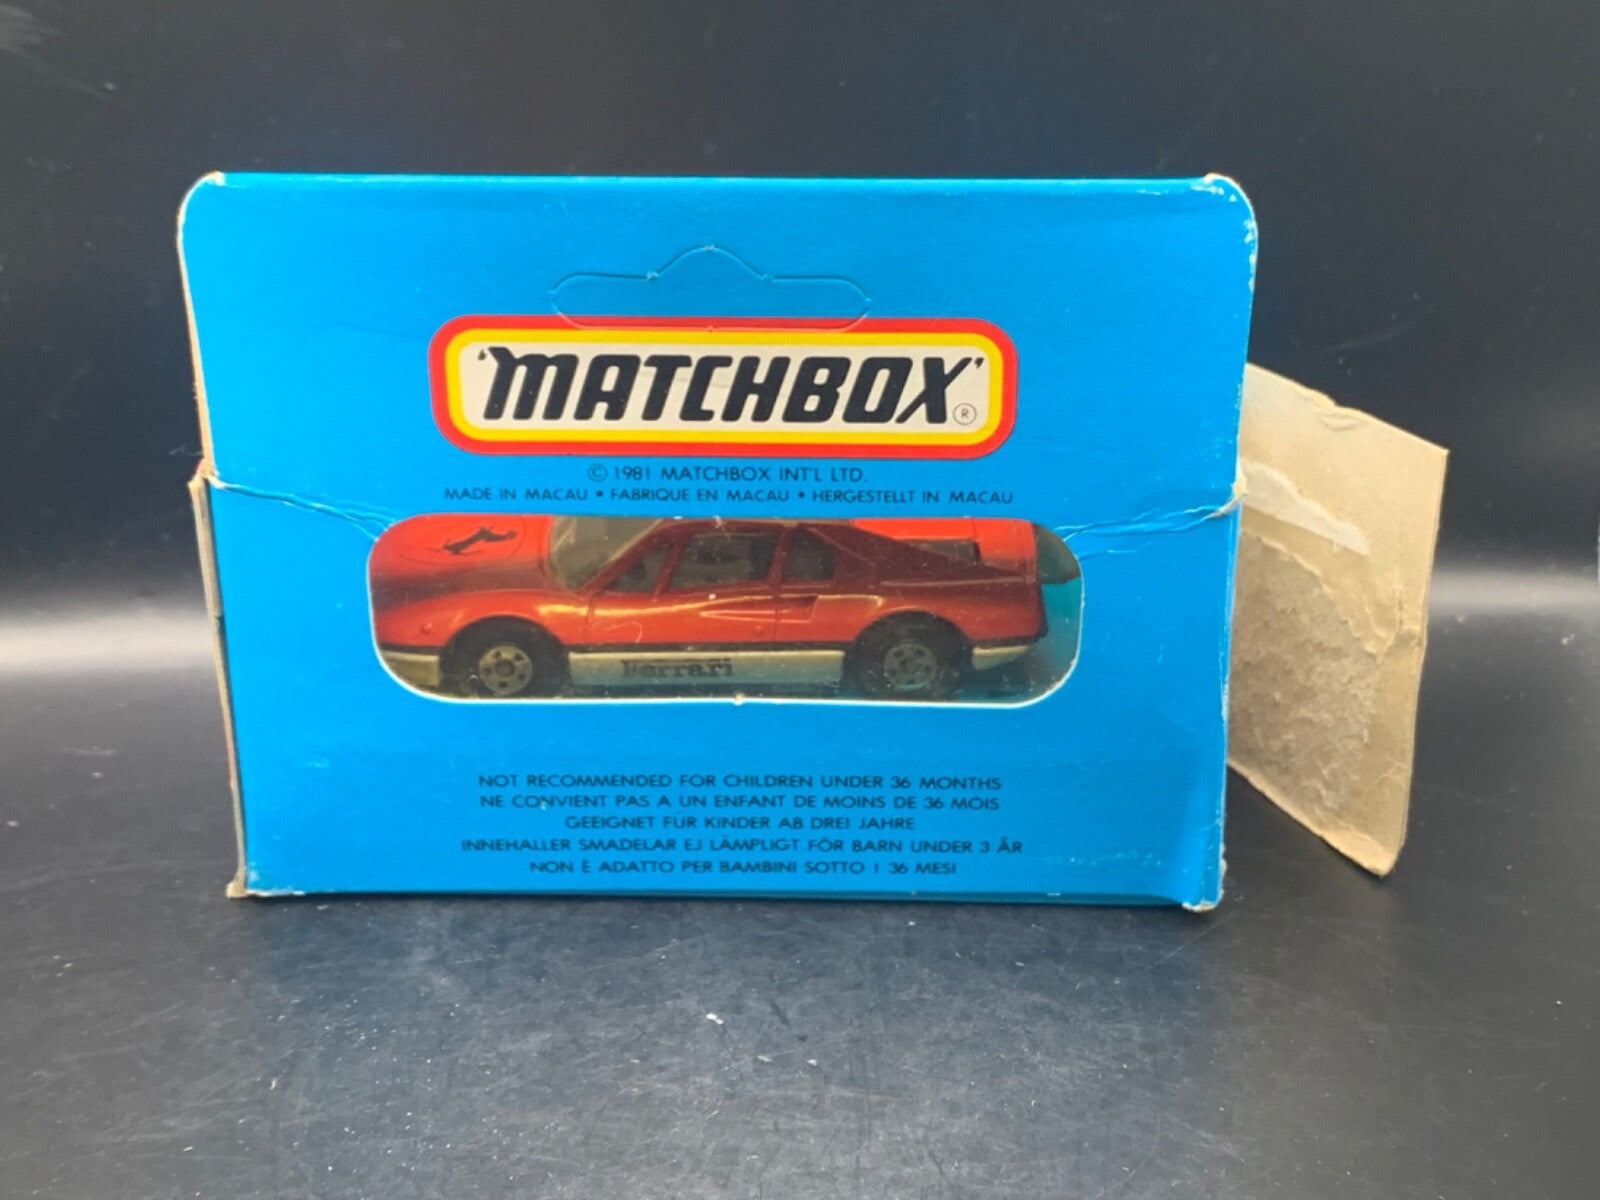 'MATCHBOX' ®
© 1981 MATCHBOX INT'L LTD.
MADE IN MACAU • FABRIQUE EN MACAU • HERGESTELLT IN MACAU
Ferrari
NOT RECOMMENDED FOR CHILDREN UNDER 36 MONTHS
NE CONVIENT PAS A UN ENFANT DE MOINS DE 36 MOIS
GEEIGNET FÜR KINDER AB DREI JAHRE
INNEHALLER SMADELAR EJ LÄMPLIGT FÖR BARN UNDER 3 ÅR
NON È ADATTO PER BAMBINI SOTTO I 36 MESI